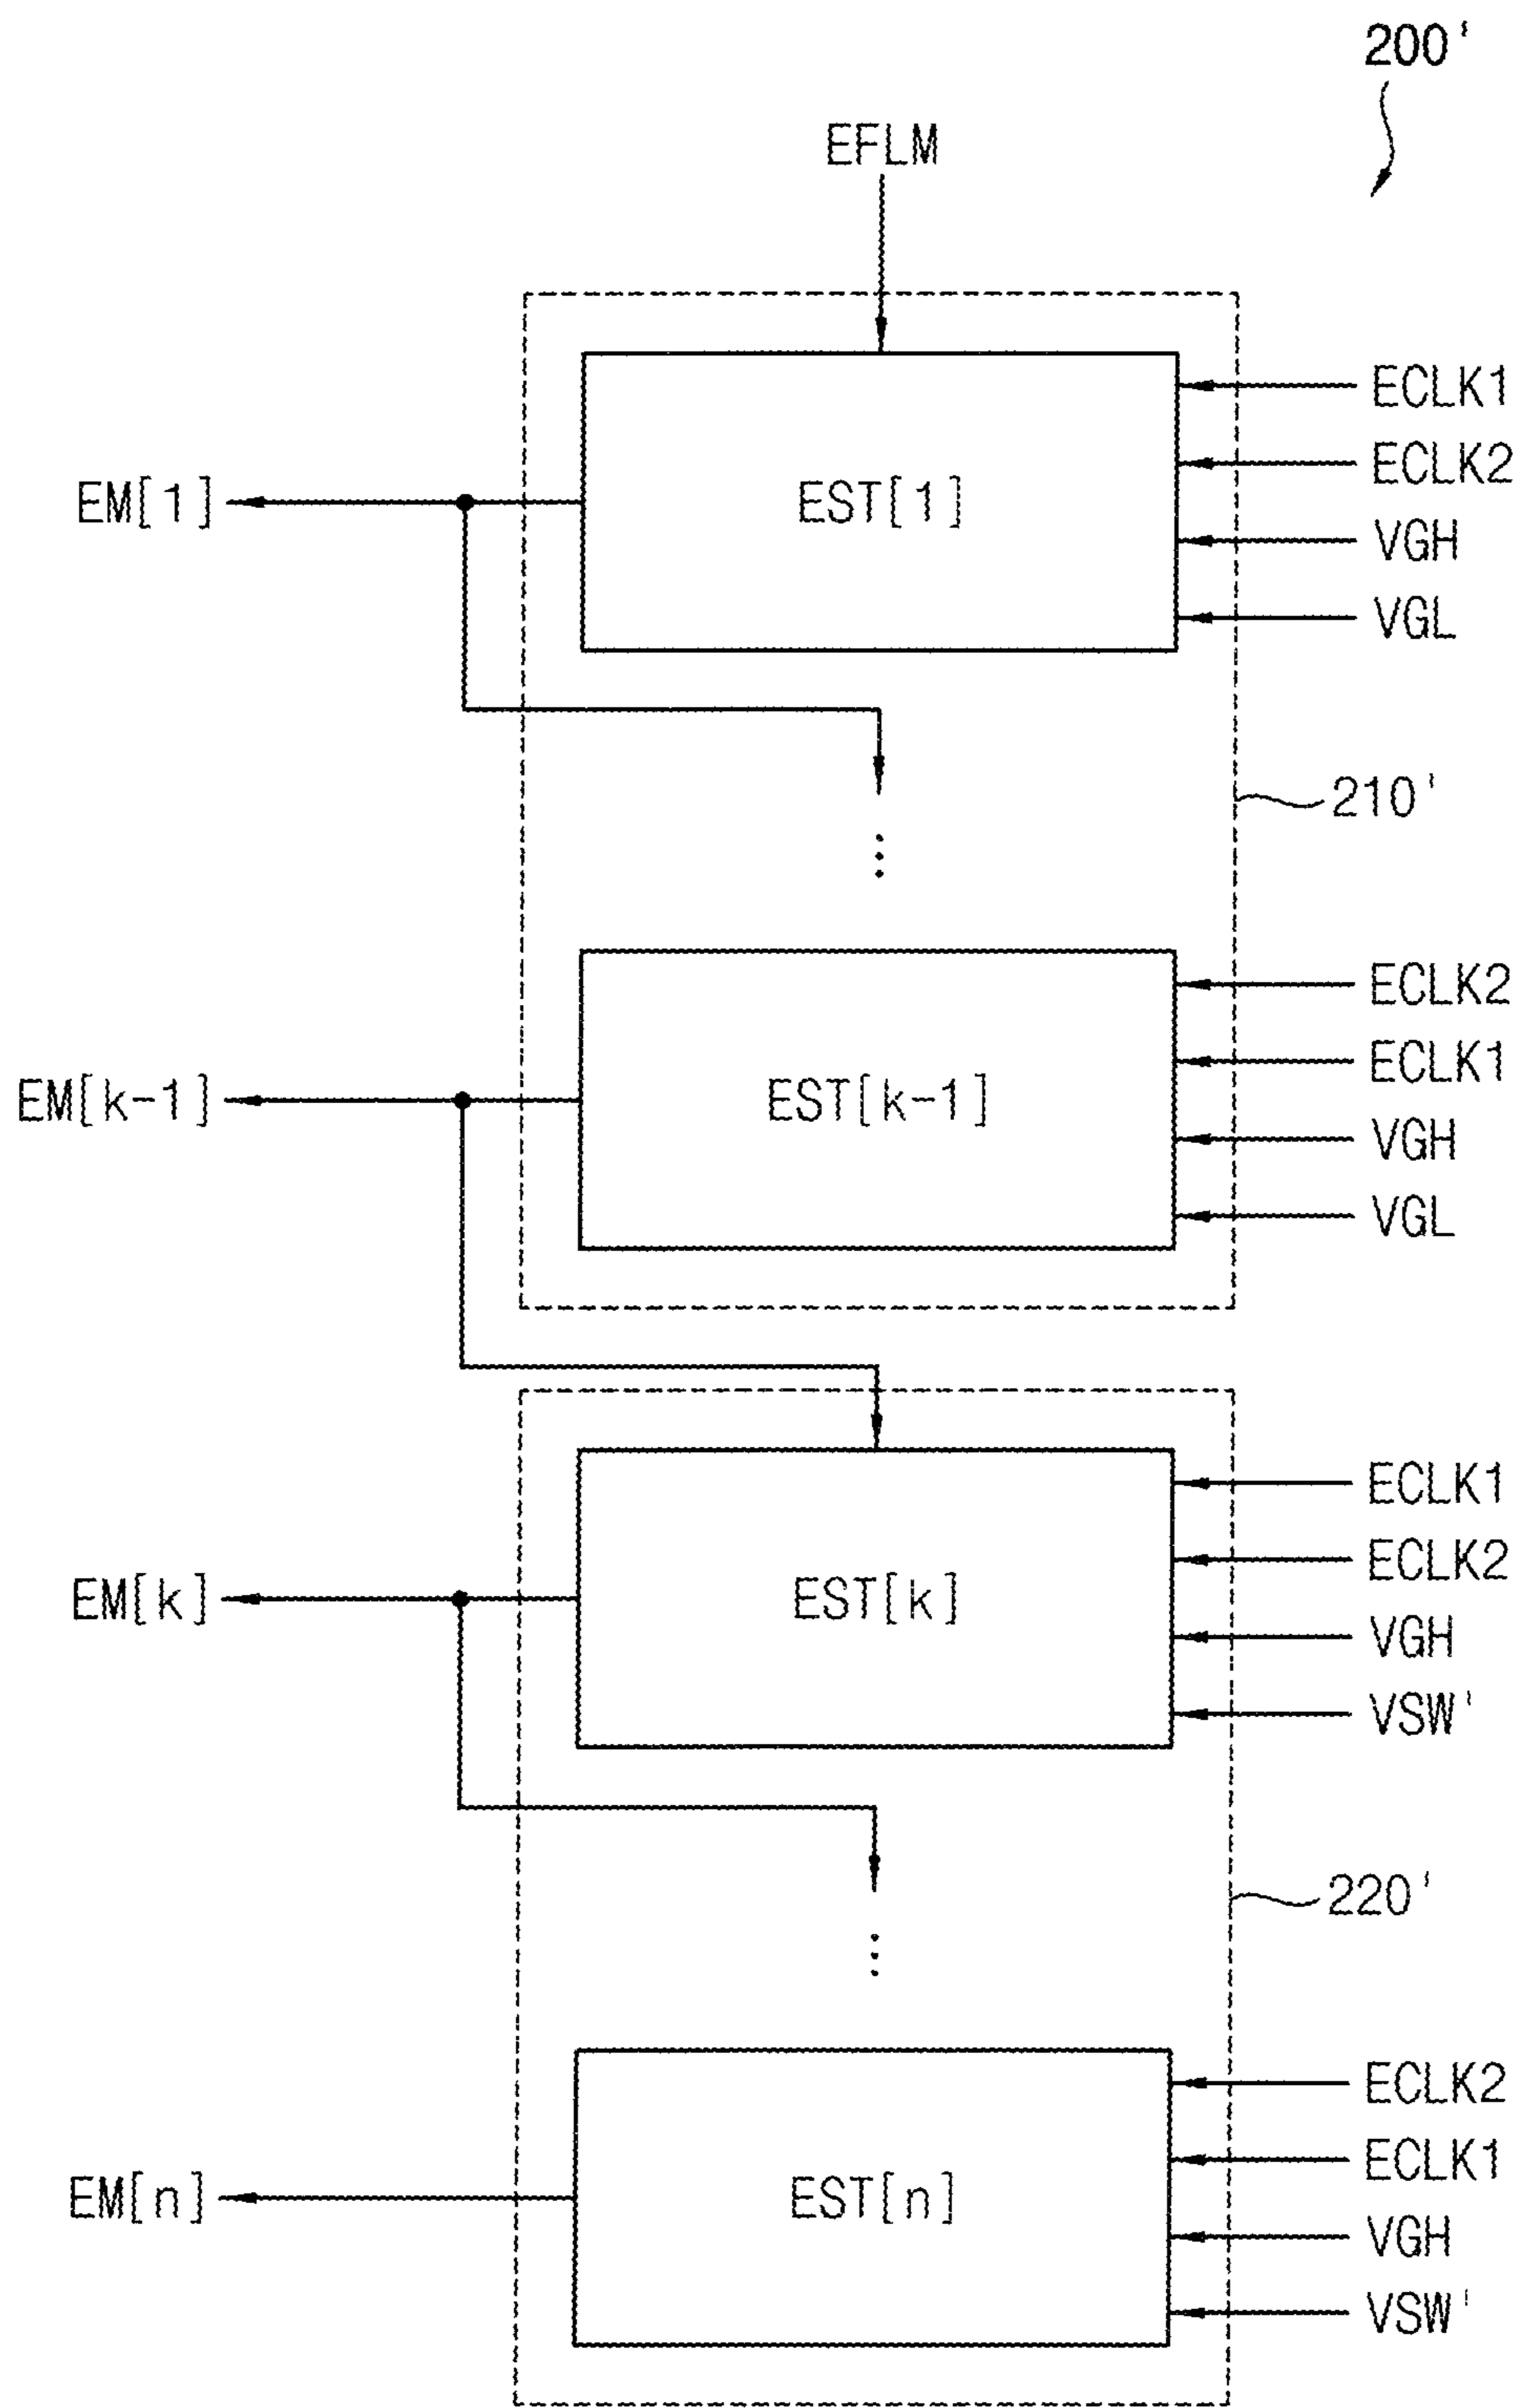 200'
EFLM
ECLK1
ECLK2
EM[1]
EST[1]
VGH
VGL
210'
ECLK2
ECLK1
EM[k-1]
EST[k-1]
VGH
VGL
ECLK1
ECLK2
EM[k]
EST[k]
VGH
VSW'
220'
ECLK2
ECLK1
EM[n]
EST[n]
VGH
VSW'